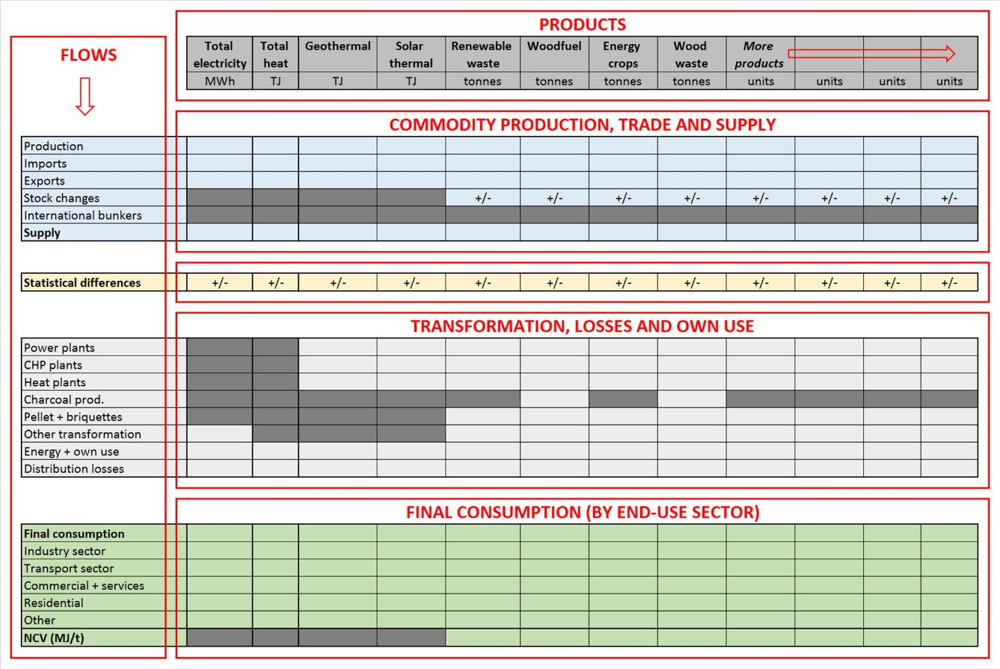 PRODUCTS
FLOWS
Total electricity Total heat Geothermal Solar thermal Renewable waste Woodfuel Energy crops Wood waste More products
MWh TJ TJ TJ tonnes tonnes tonnes tonnes units units units units
COMMODITY PRODUCTION, TRADE AND SUPPLY
Production
Imports
Exports
Stock changes +/- +/- +/- +/- +/- +/- +/- +/-
International bunkers
Supply
Statistical differences +/- +/- +/- +/- +/- +/- +/- +/- +/- +/- +/- +/-
TRANSFORMATION, LOSSES AND OWN USE
Power plants
CHP plants
Heat plants
Charcoal prod.
Pellet + briquettes
Other transformation
Energy + own use
Distribution losses
FINAL CONSUMPTION (BY END-USE SECTOR)
Final consumption
Industry sector
Transport sector
Commercial + services
Residential
Other
NCV (MJ/t)